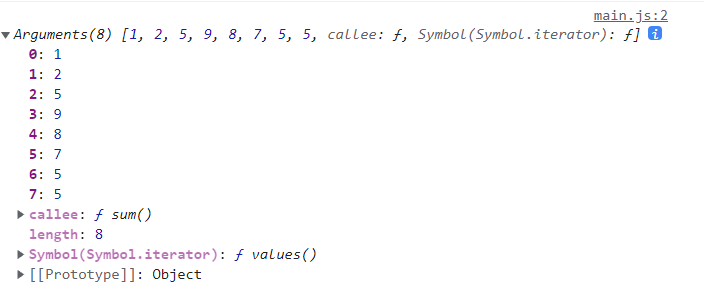 main.js:2
▼Arguments(8) [1, 2, 5, 9, 8, 7, 5, 5, callee: ƒ, Symbol(Symbol.iterator): ƒ] i
0: 1
1: 2
2: 5
3: 9
4: 8
5: 7
6: 5
7: 5
▶callee: ƒ sum()
length: 8
▶Symbol(Symbol.iterator): ƒ values()
▶[[Prototype]]: Object